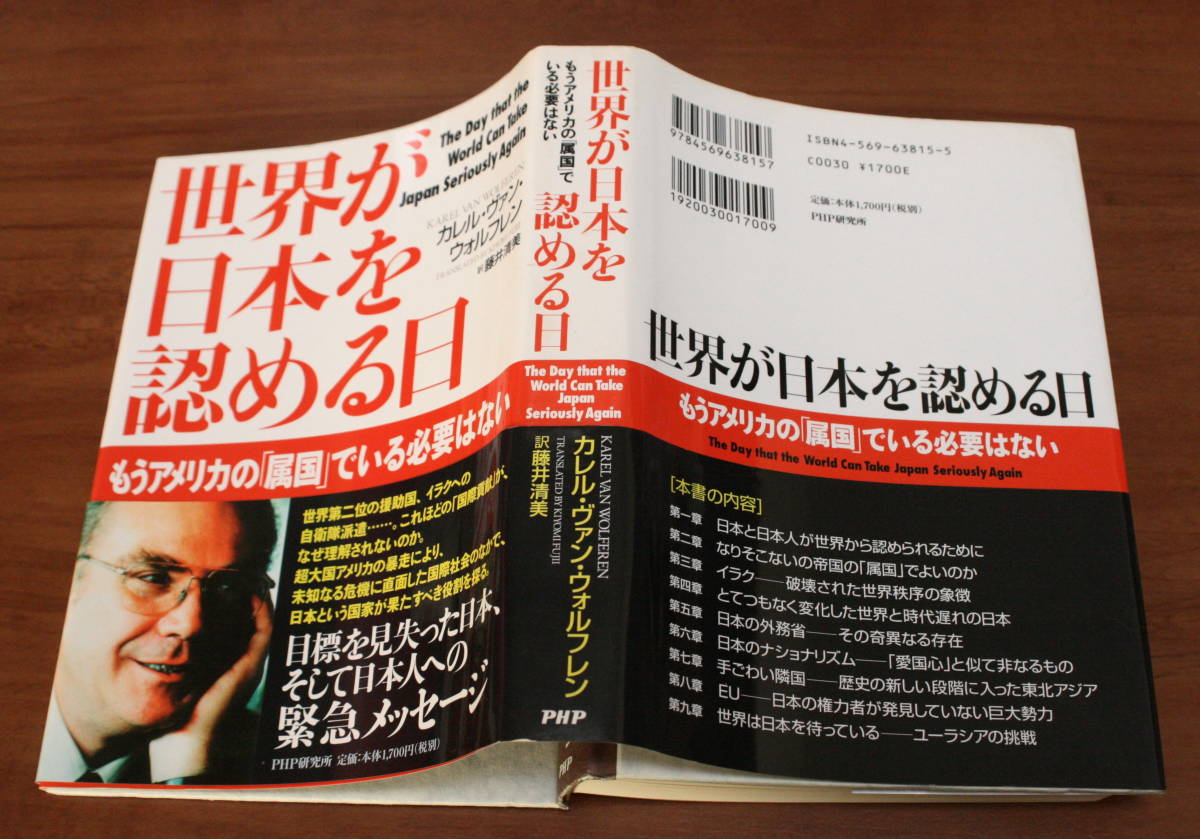 The Day that the
World Can Take
Japan Seriously Again
世界が
日本を
認める日
KAREL VAN WOLFEREN
カレル・ヴァン・
ウォルフレン
TRANSLATED BY KIYOMI FUJII
訳 藤井清美
もうアメリカの「属国」でいる必要はない
世界第二位の援助国、イラクへの
自衛隊派遣……。これほどの「国際貢献」が、
なぜ理解されないのか。
超大国アメリカの暴走により、
未知なる危機に直面した国際社会のなかで、
日本という国家が果たすべき役割を探る。
目標を見失った日本、
そして日本人への
緊急メッセージ
PHP研究所 定価:本体1,700円(税別)
もうアメリカの「属国」で
いる必要はない
世界が日本を
認める日
The Day that the
World Can Take
Japan
Seriously Again
KAREL VAN WOLFEREN
カレル・ヴァン・ウォルフレン
TRANSLATED BY KIYOMI FUJII
訳 藤井清美
PHP
PHP
9784569638157
1920030017009
ISBN4-569-63815-5
C0030 ¥1700E
定価:本体1,700円(税別)
PHP研究所
世界が日本を認める日
もうアメリカの「属国」でいる必要はない
The Day that the World Can Take Japan Seriously Again
[本書の内容]
第一章 日本と日本人が世界から認められるために
第二章 なりそこないの帝国の「属国」でよいのか
第三章 イラク――破壊された世界秩序の象徴
第四章 とてつもなく変化した世界と時代遅れの日本
第五章 日本の外務省――その奇異なる存在
第六章 日本のナショナリズム――「愛国心」と似て非なるもの
第七章 手ごわい隣国――歴史の新しい段階に入った東北アジア
第八章 EU――日本の権力者が発見していない巨大勢力
第九章 世界は日本を待っている――ユーラシアの挑戦